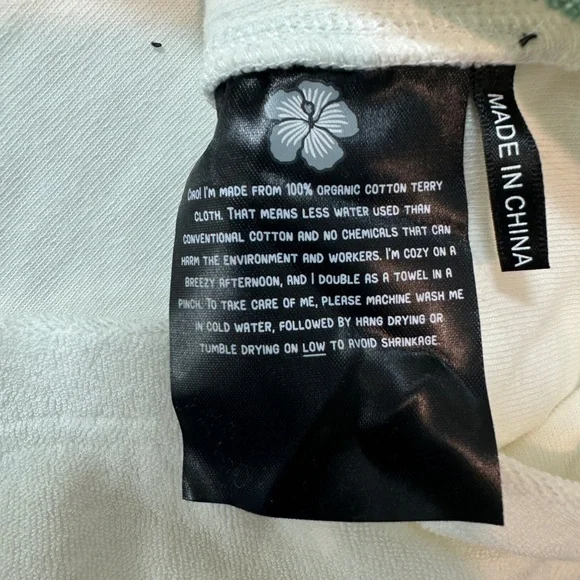 Ciao! I'm made from 100% organic cotton terry
cloth. That means less water used than
conventional cotton and no chemicals that can
harm the environment and workers. I'm cozy on a
breezy afternoon, and I double as a towel in a
pinch. To take care of me, please machine wash me
in cold water, followed by hang drying or
tumble drying on low to avoid shrinkage.
MADE IN CHINA